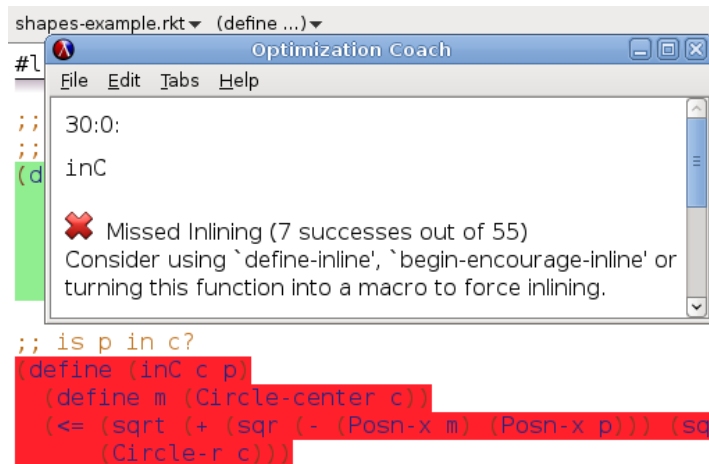 shapes-example.rkt (define ...)
Optimization Coach
#l
File Edit Tabs Help
;;
30:0:
;;
inC
(d
Missed Inlining (7 successes out of 55)
Consider using `define-inline', `begin-encourage-inline' or
turning this function into a macro to force inlining.
;; is p in c?
(define (inC c p)
(define m (Circle-center c))
(<= (sqrt (+ (sqr (- (Posn-x m) (Posn-x p))) (sq
(Circle-r c)))